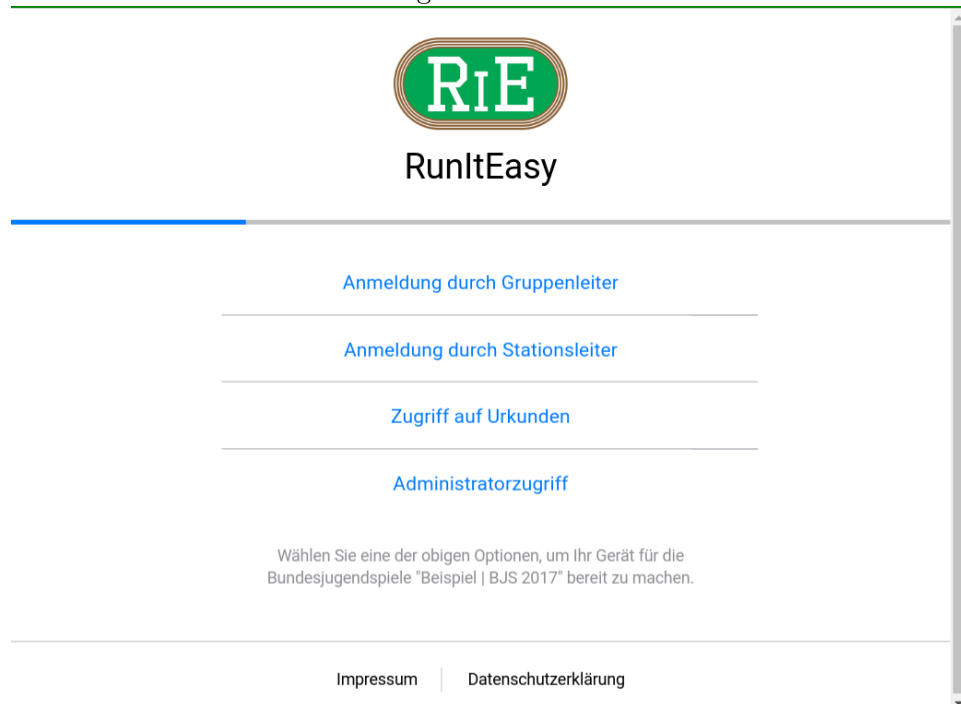 RIE
RunItEasy
Anmeldung durch Gruppenleiter
Anmeldung durch Stationsleiter
Zugriff auf Urkunden
Administratorzugriff
Wählen Sie eine der obigen Optionen, um Ihr Gerät für die
Bundesjugendspiele "Beispiel | BJS 2017" bereit zu machen.
Impressum
Datenschutzerklärung